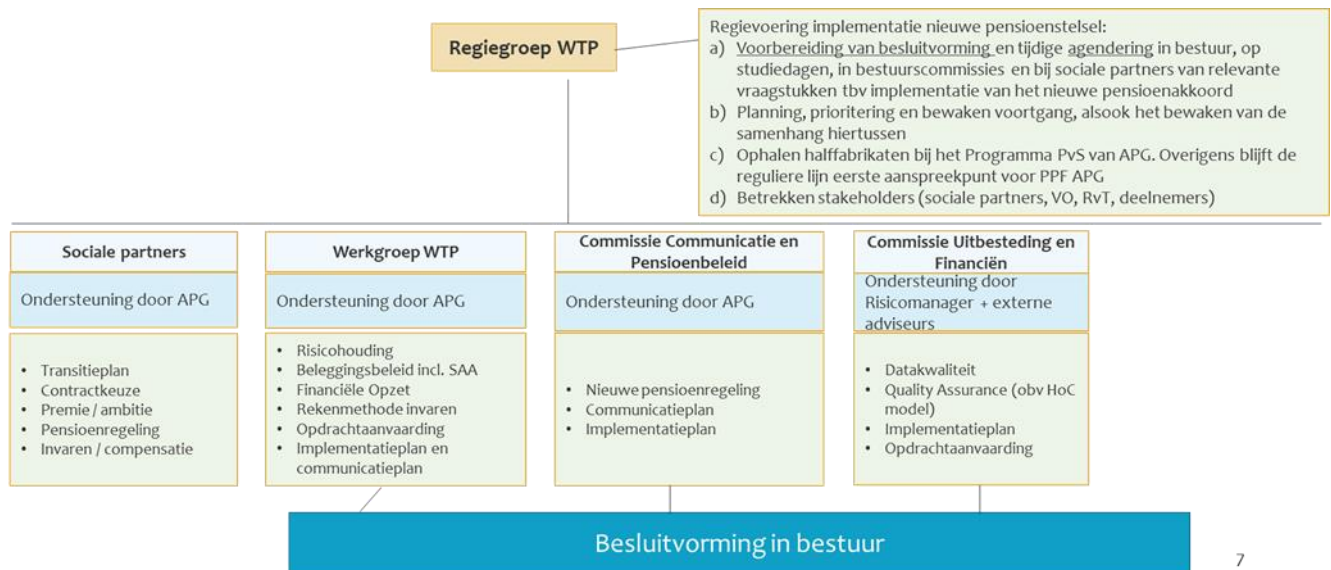 Regiegroep WTP
Regievoering implementatie nieuwe pensioenstelsel:
a) Voorbereiding van besluitvorming en tijdige agendering in bestuur, op
studiedagen, in bestuurscommissies en bij sociale partners van relevante
vraagstukken tbv implementatie van het nieuwe pensioenakkoord
b) Planning, prioritering en bewaken voortgang, alsook het bewaken van de
samenhang hiertussen
c) Ophalen halffabrikaten bij het Programma PvS van APG. Overigens blijft de
reguliere lijn eerste aanspreekpunt voor PPF APG
d) Betrekken stakeholders (sociale partners, VO, RvT, deelnemers)
Sociale partners
Ondersteuning door APG
• Transitieplan
• Contractkeuze
• Premie / ambitie
• Pensioenregeling
• Invaren / compensatie
Werkgroep WTP
Ondersteuning door APG
• Risicohouding
• Beleggingsbeleid incl. SAA
• Financiële Opzet
• Rekenmethode invaren
• Opdrachtaanvaarding
• Implementatieplan en
communicatieplan
Commissie Communicatie en
Pensioenbeleid
Ondersteuning door APG
• Nieuwe pensioenregeling
• Communicatieplan
• Implementatieplan
Commissie Uitbesteding en
Financiën
Ondersteuning door
Risicomanager + externe
adviseurs
• Datakwaliteit
• Quality Assurance (obv HoC
model)
• Implementatieplan
• Opdrachtaanvaarding
Besluitvorming in bestuur
7